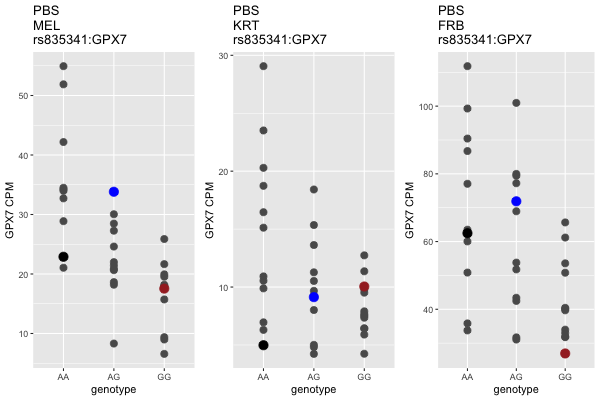 PBS
MEL
rs835341:GPX7
GPX7 CPM
50
40
30
20
10
AA
AG
GG
genotype
PBS
KRT
rs835341:GPX7
GPX7 CPM
30
20
10
AA
AG
GG
genotype
PBS
FRB
rs835341:GPX7
GPX7 CPM
100
80
60
40
AA
AG
GG
genotype